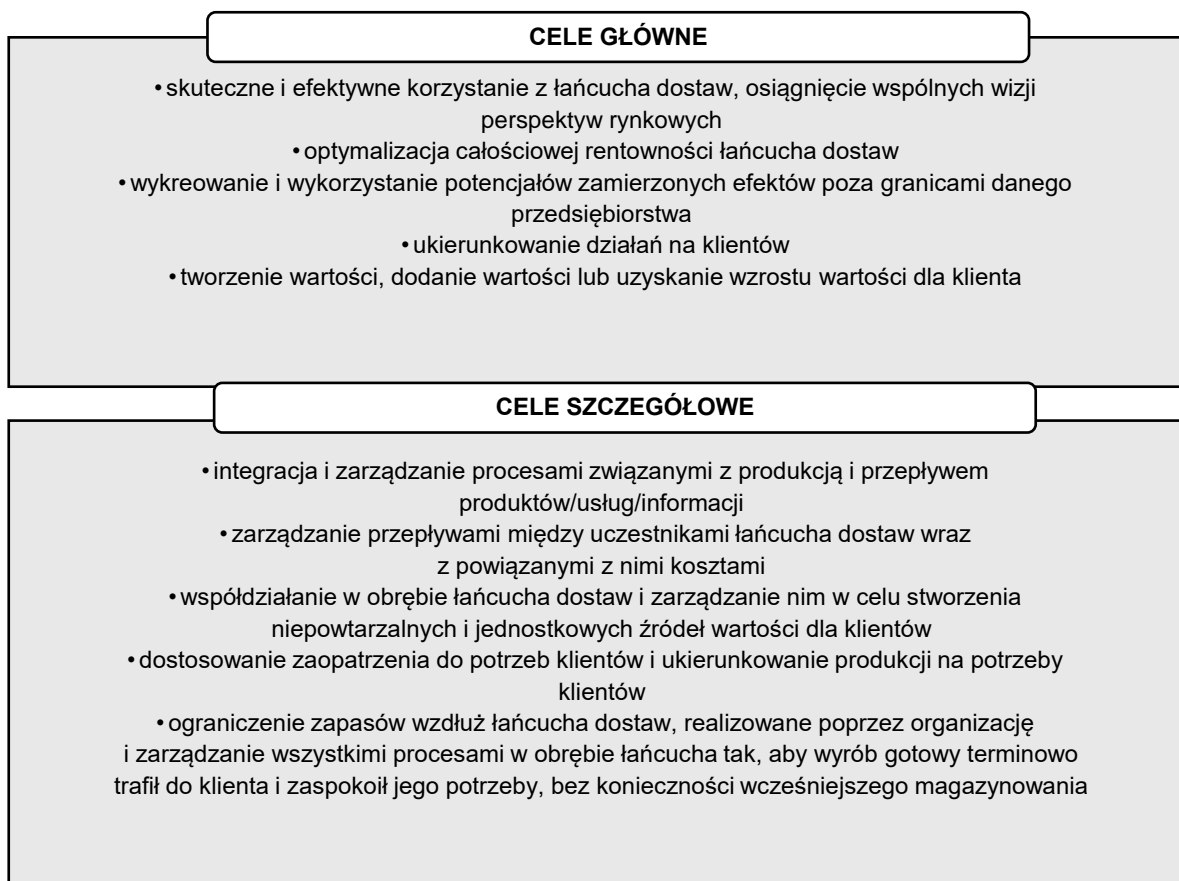 CELE GŁÓWNE
• skuteczne i efektywne korzystanie z łańcucha dostaw, osiągnięcie wspólnych wizji
perspektyw rynkowych
• optymalizacja całościowej rentowności łańcucha dostaw
• wykreowanie i wykorzystanie potencjałów zamierzonych efektów poza granicami danego
przedsiębiorstwa
• ukierunkowanie działań na klientów
• tworzenie wartości, dodanie wartości lub uzyskanie wzrostu wartości dla klienta
CELE SZCZEGÓŁOWE
• integracja i zarządzanie procesami związanymi z produkcją i przepływem
produktów/usług/informacji
• zarządzanie przepływami między uczestnikami łańcucha dostaw wraz
z powiązanymi z nimi kosztami
• współdziałanie w obrębie łańcucha dostaw i zarządzanie nim w celu stworzenia
niepowtarzalnych i jednostkowych źródeł wartości dla klientów
• dostosowanie zaopatrzenia do potrzeb klientów i ukierunkowanie produkcji na potrzeby
klientów
• ograniczenie zapasów wzdłuż łańcucha dostaw, realizowane poprzez organizację
i zarządzanie wszystkimi procesami w obrębie łańcucha tak, aby wyrób gotowy terminowo
trafił do klienta i zaspokoił jego potrzeby, bez konieczności wcześniejszego magazynowania